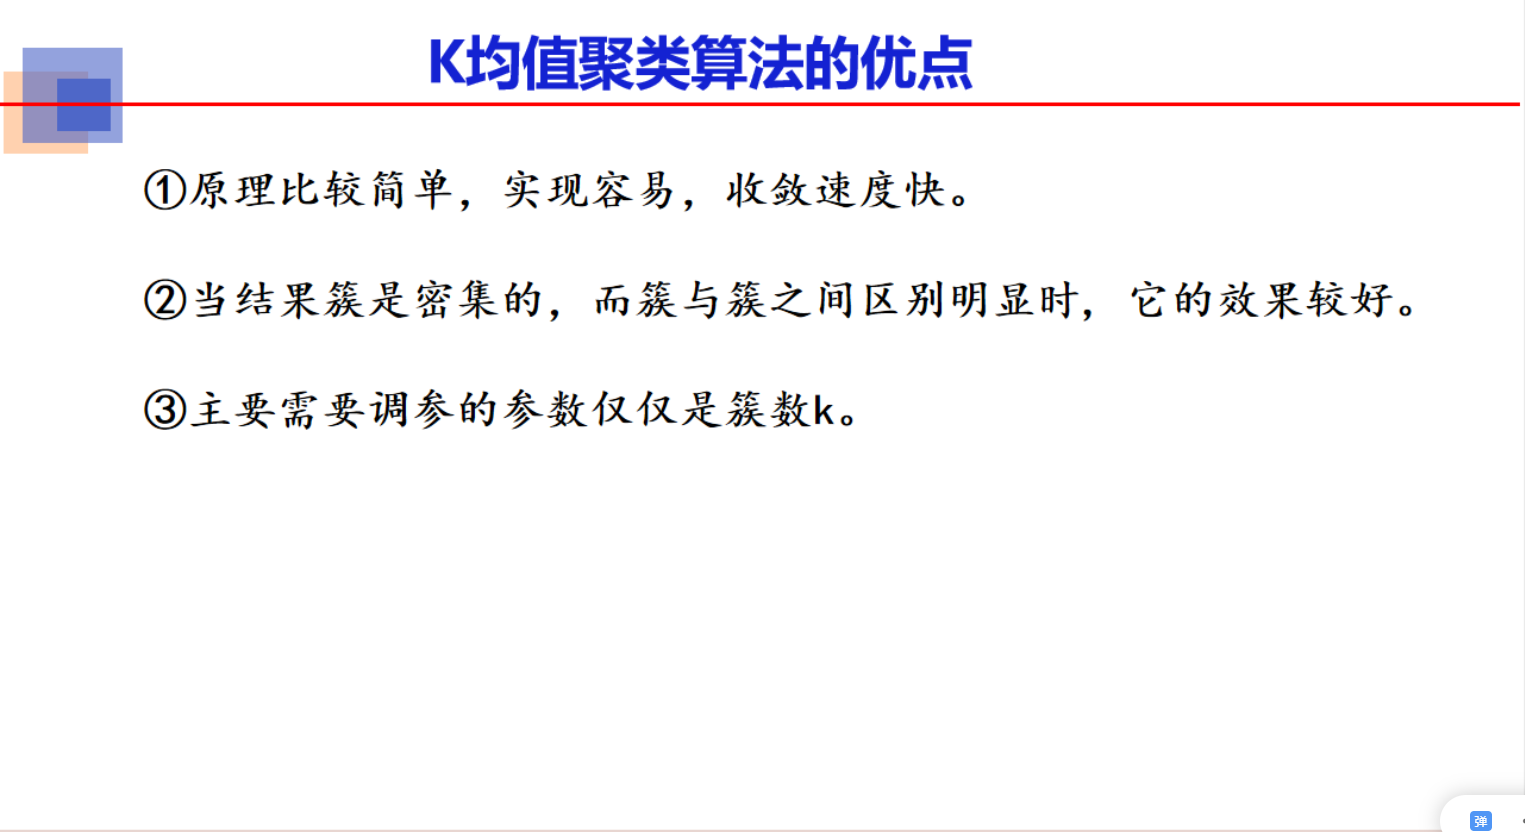 K均值聚类算法的优点
①原理比较简单，实现容易，收敛速度快。
②当结果簇是密集的，而簇与簇之间区别明显时，它的效果较好。
③主要需要调参的参数仅仅是簇数k。
弹